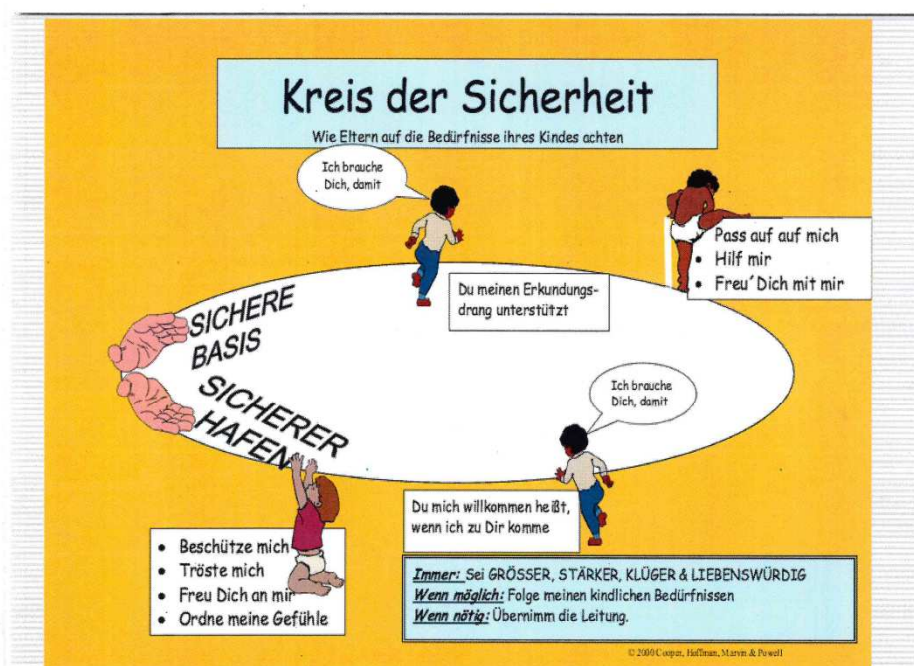 Kreis der Sicherheit
Wie Eltern auf die Bedürfnisse ihres Kindes achten
Ich brauche
Dich, damit
Du meinen Erkundungs-
drang unterstützt
Pass auf auf mich
• Hilf mir
• Freu´Dich mit mir
SICHERE
BASIS
SICHERER
HAFEN
Ich brauche
Dich, damit
Du mich willkommen heißt,
wenn ich zu Dir komme
• Beschütze mich
• Tröste mich
• Freu Dich an mir
• Ordne meine Gefühle
Immer: Sei GRÖSSER, STÄRKER, KLÜGER & LIEBENSWÜRDIG
Wenn möglich: Folge meinen kindlichen Bedürfnissen
Wenn nötig: Übernimm die Leitung.
© 2000 Cooper, Hoffman, Marvin & Powell